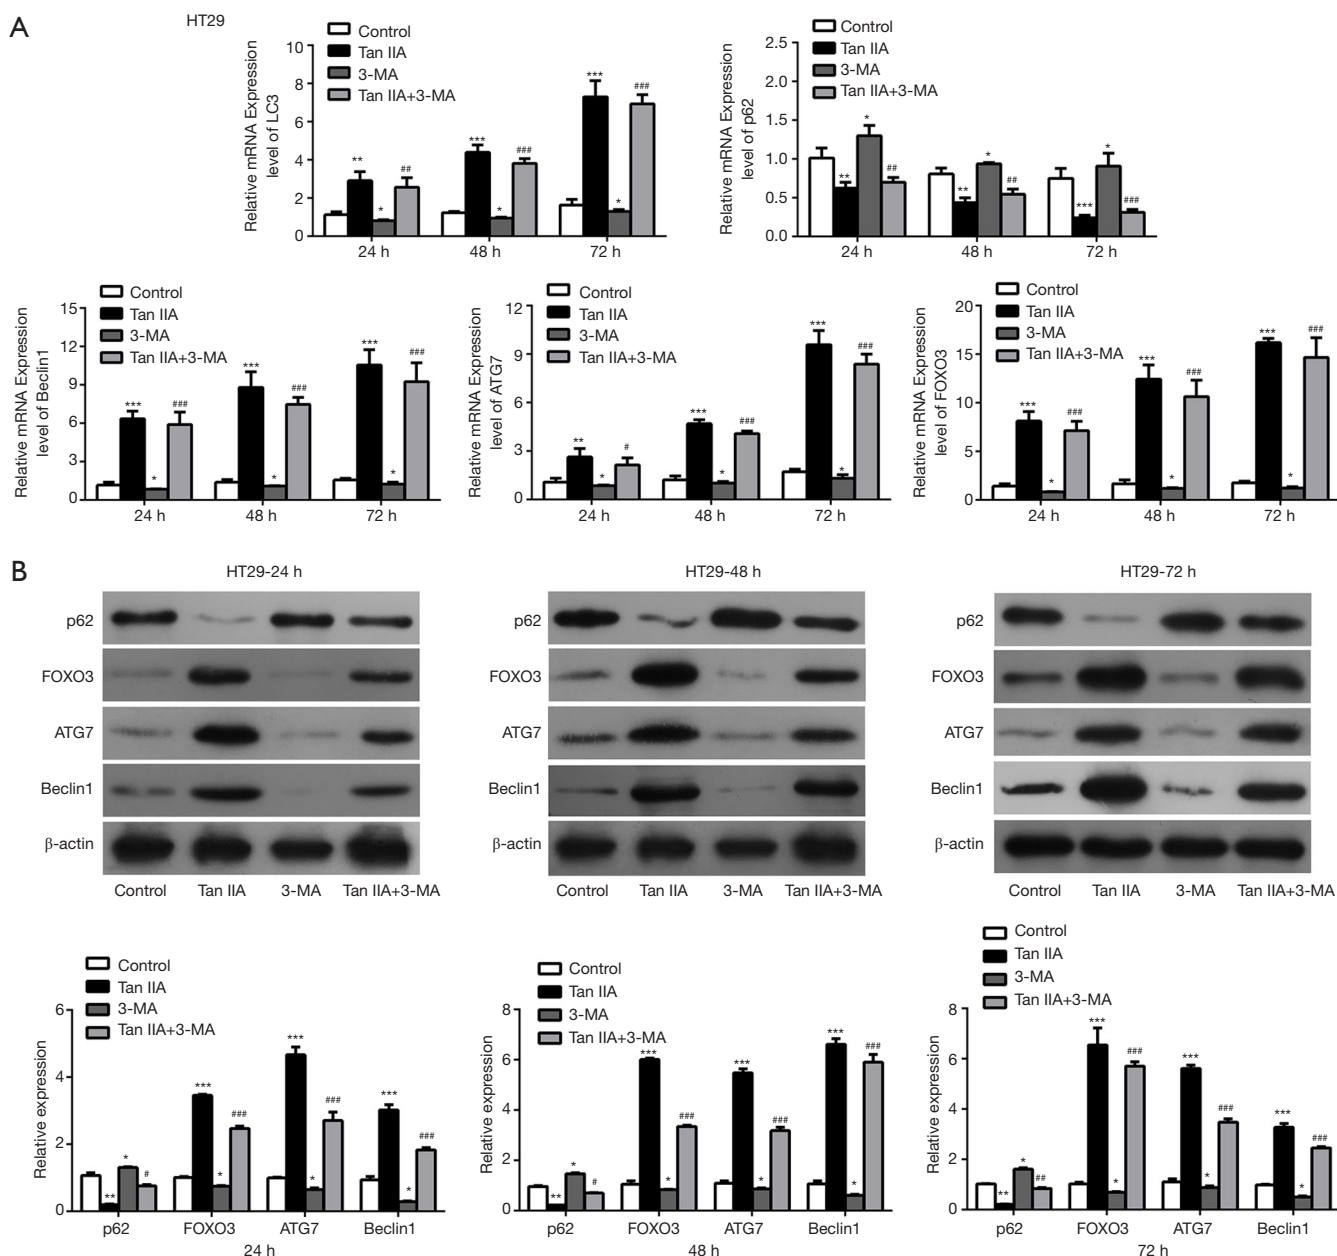 A
HT29
Control
Tan IIA
3-MA
Tan IIA+3-MA
Relative mRNA Expression
level of LC3
10
8
6
4
2
0
** * ##
*** * ###
*** * ###
24 h 48 h 72 h
Control
Tan IIA
3-MA
Tan IIA+3-MA
Relative mRNA Expression
level of p62
2.5
2.0
1.5
1.0
0.5
0.0
** * ##
** * ##
*** * ###
24 h 48 h 72 h
Control
Tan IIA
3-MA
Tan IIA+3-MA
Relative mRNA Expression
level of Beclin1
15
12
9
6
3
0
*** * ###
*** * ###
*** * ###
24 h 48 h 72 h
Control
Tan IIA
3-MA
Tan IIA+3-MA
Relative mRNA Expression
level of ATG7
12
9
6
3
0
** * #
*** * ###
*** * ###
24 h 48 h 72 h
Control
Tan IIA
3-MA
Tan IIA+3-MA
Relative mRNA Expression
level of FOXO3
20
15
10
5
0
*** * ###
*** * ###
*** * ###
24 h 48 h 72 h
B
HT29-24 h
p62
FOXO3
ATG7
Beclin1
β-actin
Control Tan IIA 3-MA Tan IIA+3-MA
HT29-48 h
p62
FOXO3
ATG7
Beclin1
β-actin
Control Tan IIA 3-MA Tan IIA+3-MA
HT29-72 h
p62
FOXO3
ATG7
Beclin1
β-actin
Control Tan IIA 3-MA Tan IIA+3-MA
Control
Tan IIA
3-MA
Tan IIA+3-MA
Relative expression
6
4
2
0
** * #
*** * ###
*** * ###
*** * ###
p62 FOXO3 ATG7 Beclin1
24 h
Control
Tan IIA
3-MA
Tan IIA+3-MA
Relative expression
8
6
4
2
0
** * #
*** * ###
*** * ###
*** * ###
p62 FOXO3 ATG7 Beclin1
48 h
Control
Tan IIA
3-MA
Tan IIA+3-MA
Relative expression
8
6
4
2
0
** * ##
*** * ###
*** * ###
*** * ###
p62 FOXO3 ATG7 Beclin1
72 h